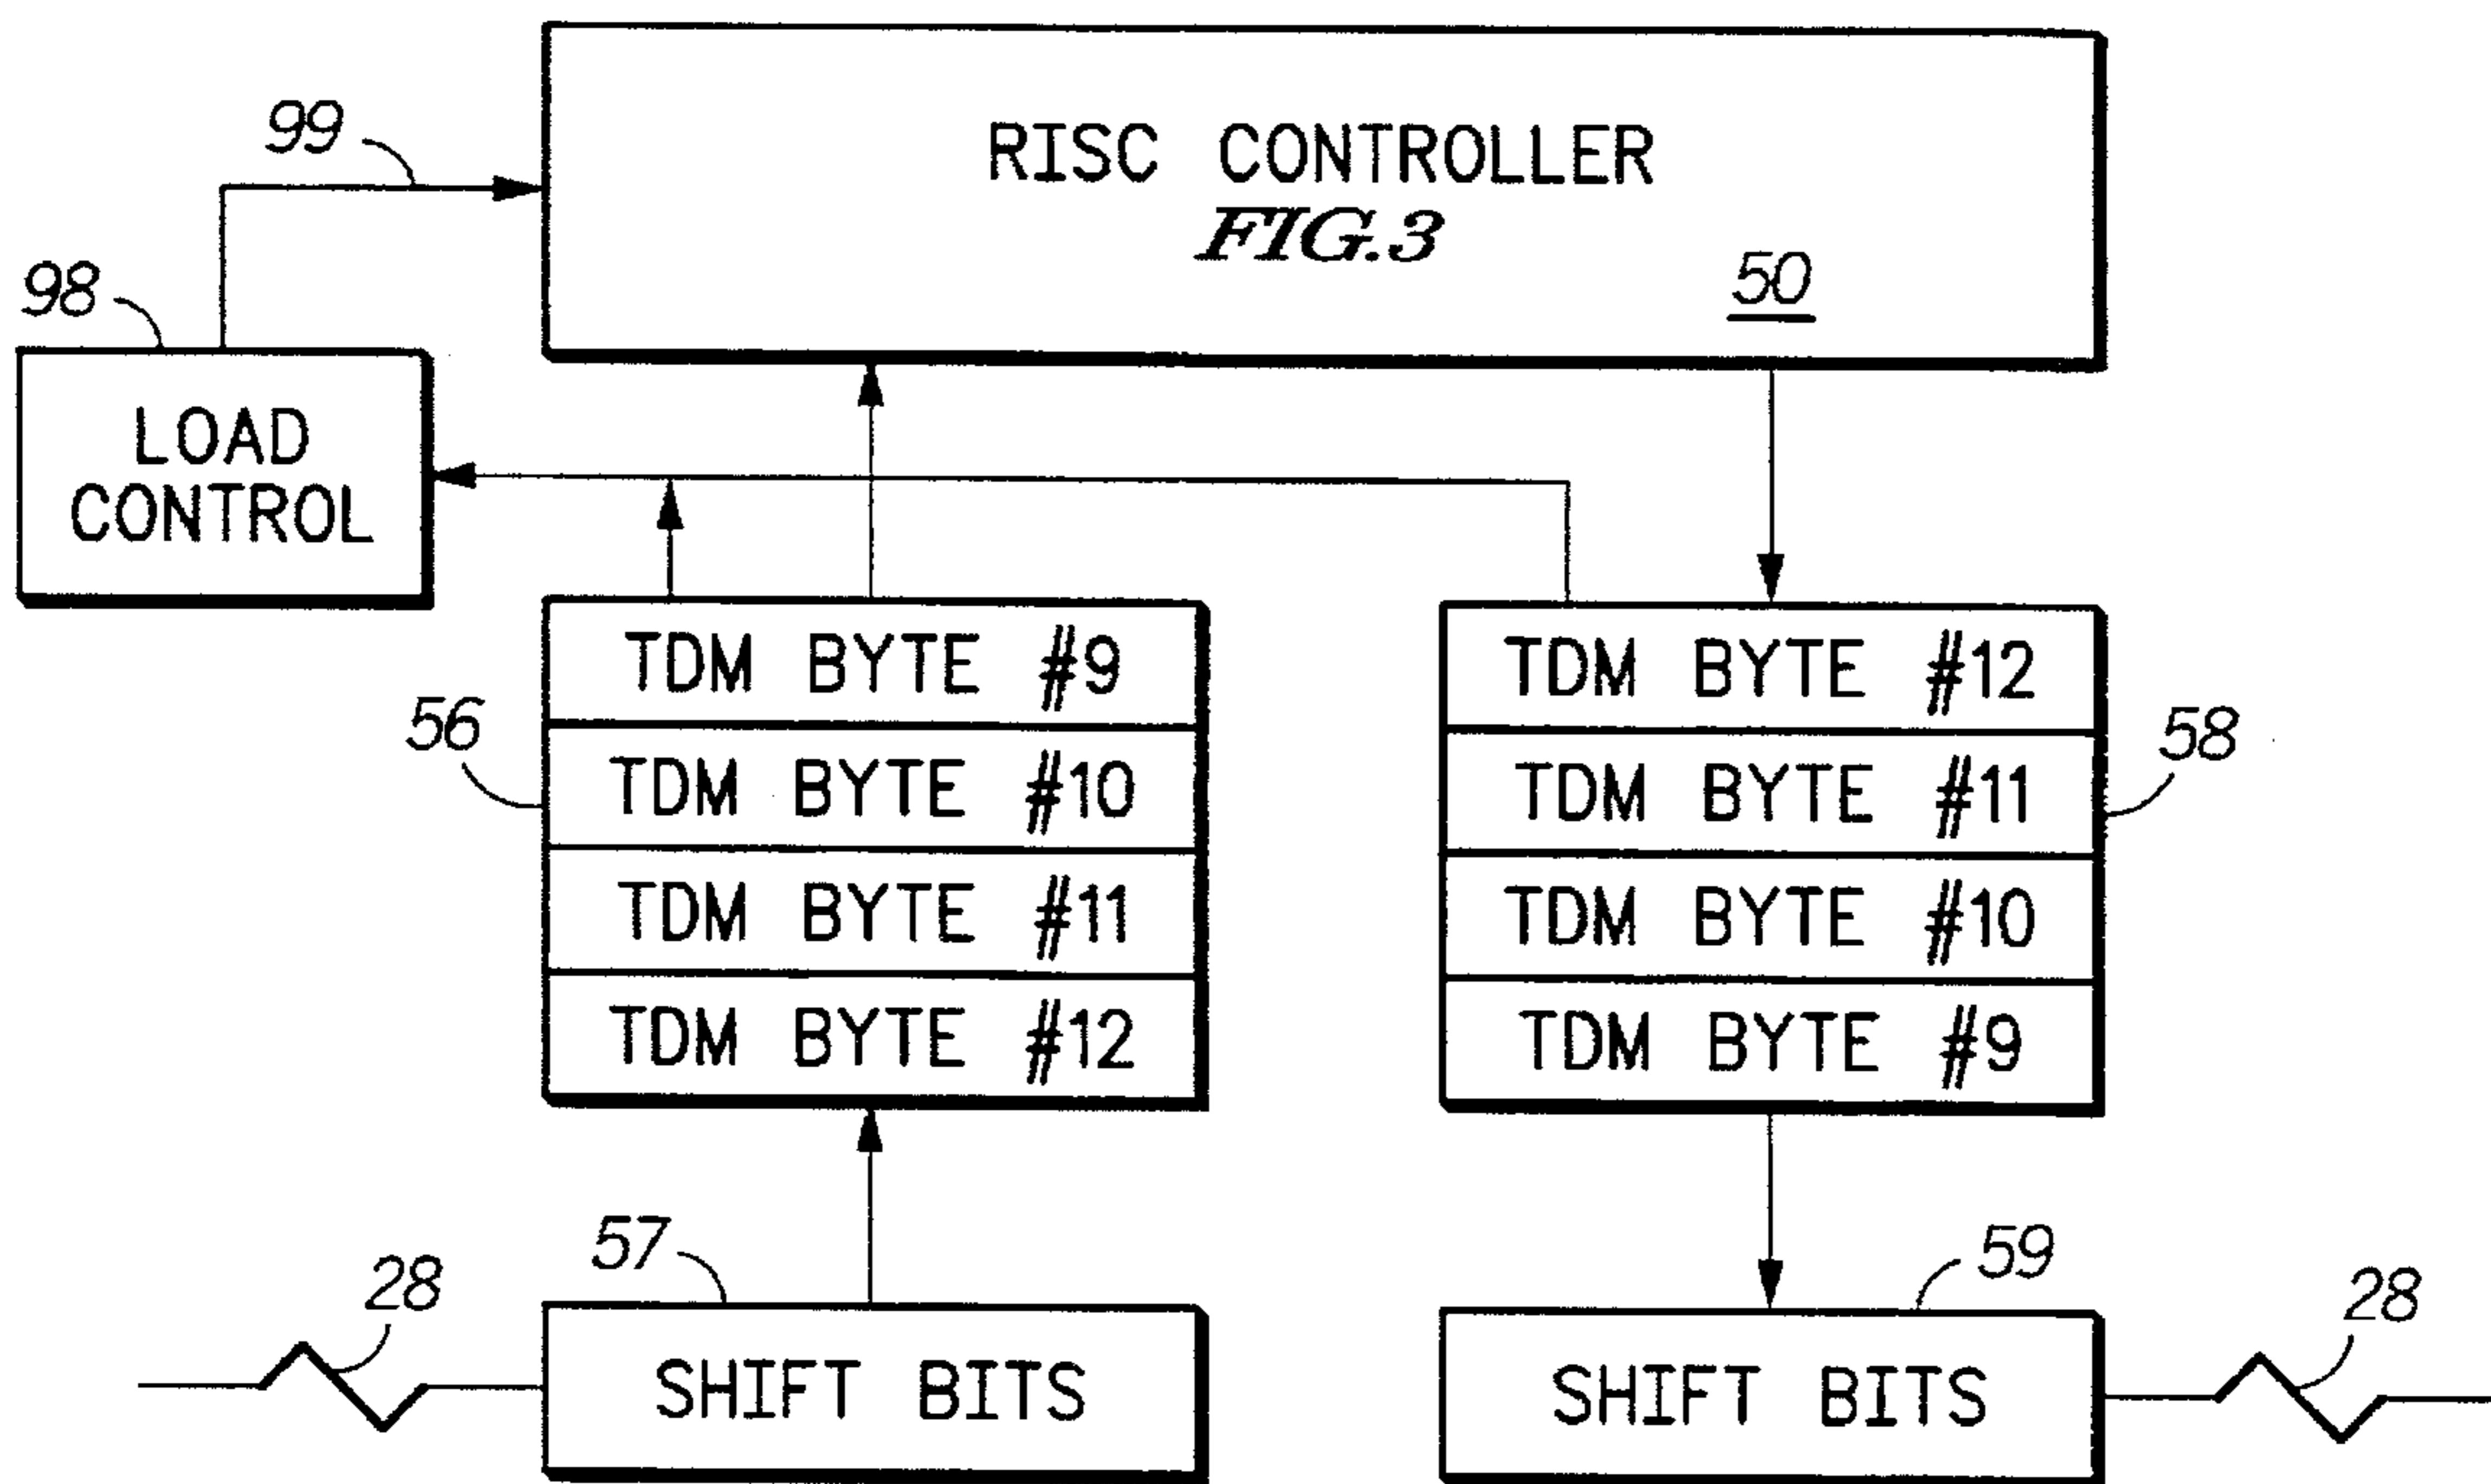 RISC CONTROLLER
FIG.3
50
99
98
LOAD
CONTROL
56
TDM BYTE #9
TDM BYTE #10
TDM BYTE #11
TDM BYTE #12
TDM BYTE #12
TDM BYTE #11
TDM BYTE #10
TDM BYTE #9
58
57
28
SHIFT BITS
59
SHIFT BITS
28